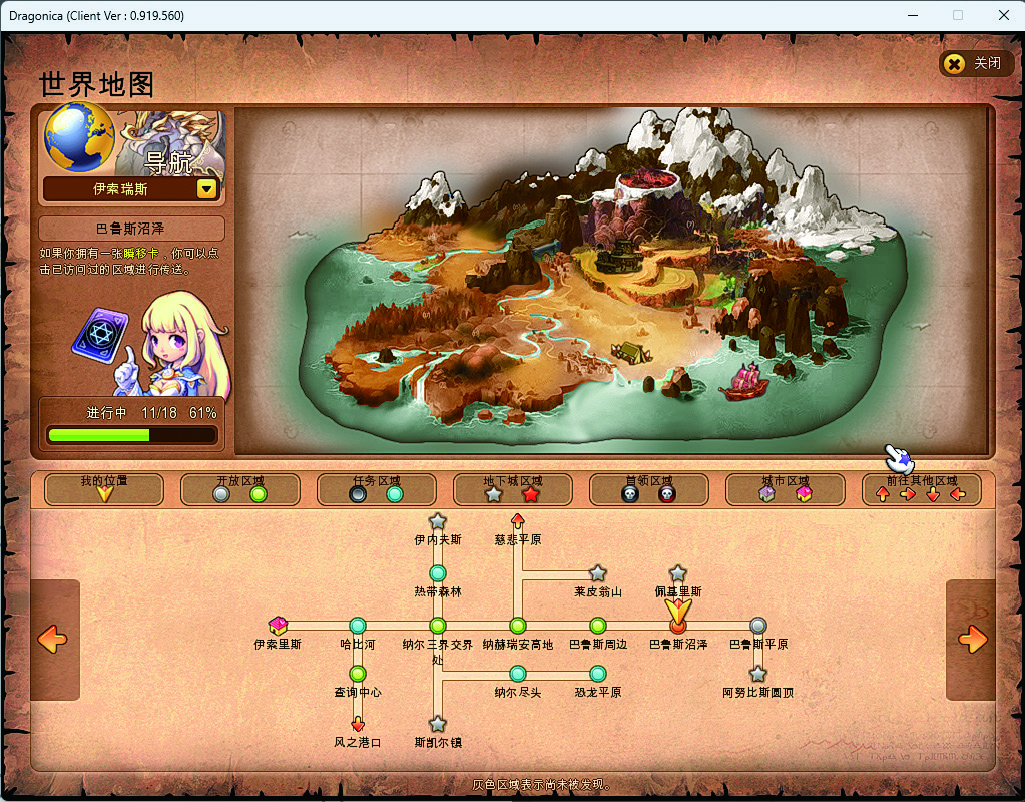 Dragonica (Client Ver : 0.919.560)
世界地图
关闭
导航
伊索瑞斯
巴鲁斯沼泽
如果你拥有一张瞬移卡，你可以点
击已访问过的区域进行传送。
进行中 11/18 61%
我的位置
开放区域
任务区域
地下城区域
首领区域
城市区域
前往其他区域
伊内夫斯
慈悲平原
热带森林
莱皮翁山
佩基里斯
伊索里斯
哈比河
纳尔三界交界
处
纳赫瑞安高地
巴鲁斯周边
巴鲁斯沼泽
巴鲁斯平原
查询中心
纳尔尽头
恐龙平原
阿努比斯圆顶
风之港口
斯凯尔镇
灰色区域表示尚未被发现。